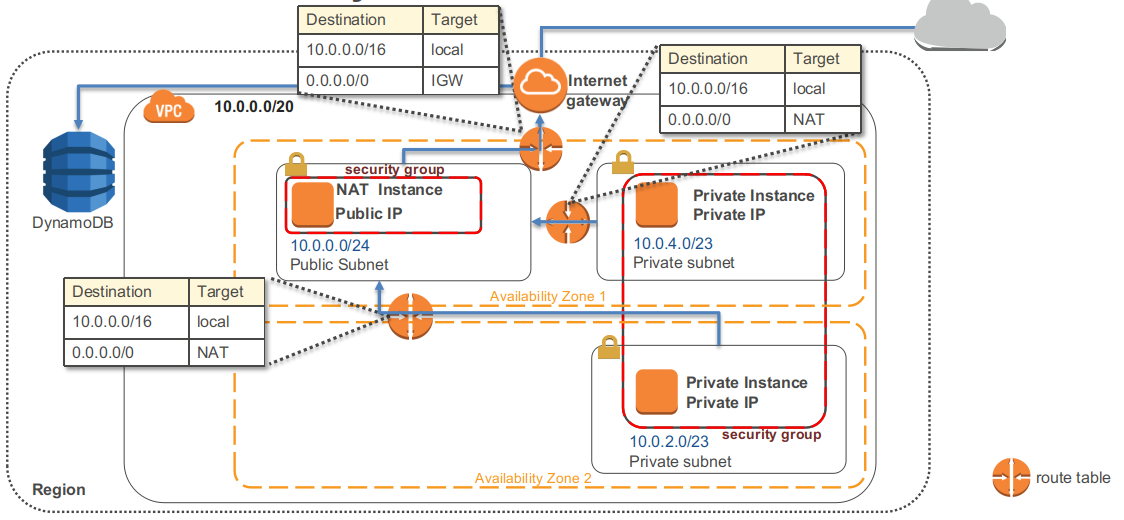 Destination Target
10.0.0.0/16 local
0.0.0.0/0 IGW
Internet
gateway
Destination Target
10.0.0.0/16 local
0.0.0.0/0 NAT
VPC
10.0.0.0/20
DynamoDB
security group
NAT Instance
Public IP
10.0.0.0/24
Public Subnet
Private Instance
Private IP
10.0.4.0/23
Private subnet
Availability Zone 1
Destination Target
10.0.0.0/16 local
0.0.0.0/0 NAT
Private Instance
Private IP
security group
10.0.2.0/23
Private subnet
Availability Zone 2
Region
route table